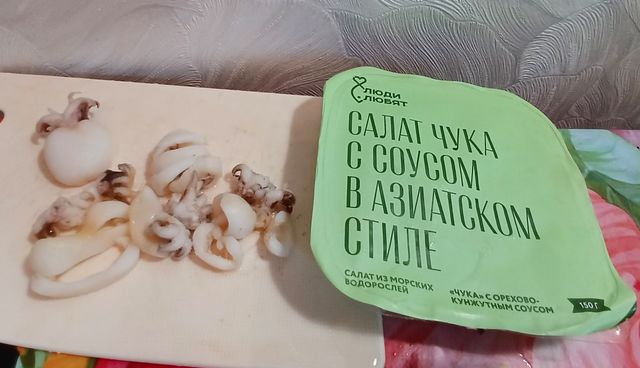 ЛЮДИ
ЛЮБЯТ
САЛАТ ЧУКА
С СОУСОМ
В АЗИАТСКОМ
СТИЛЕ
САЛАТ ИЗ МОРСКИХ
ВОДОРОСЛЕЙ
«ЧУКА» С ОРЕХОВО-
КУНЖУТНЫМ СОУСОМ
150 Г